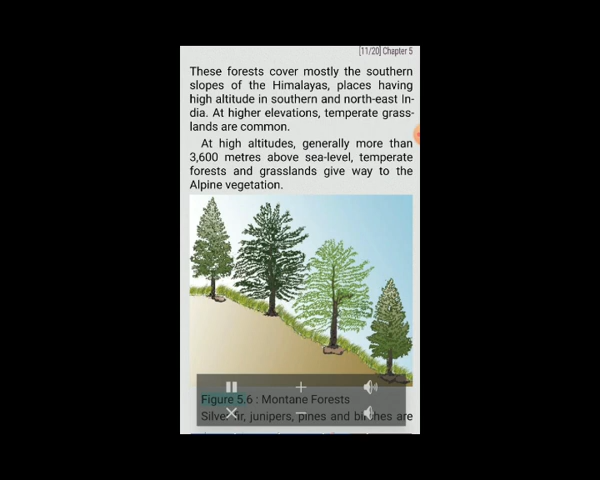 [11/20] Chapter 5
These forests cover mostly the southern
slopes of the Himalayas, places having
high altitude in southern and north-east In-
dia. At higher elevations, temperate grass-
lands are common.
At high altitudes, generally more than
3,600 metres above sea-level, temperate
forests and grasslands give way to the
Alpine vegetation.
Figure 5.6 : Montane Forests
Silver fir, junipers, pines and birches are